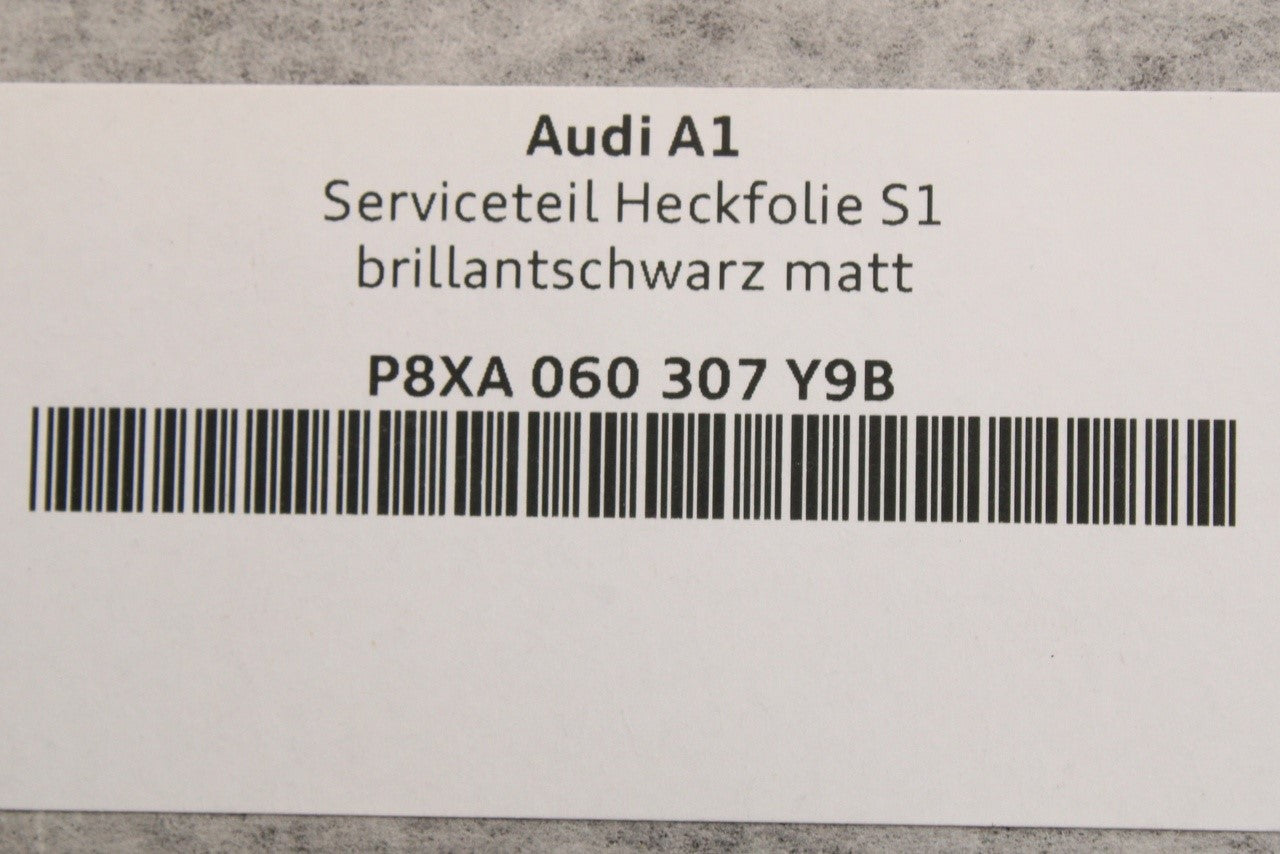 Audi A1
Serviceteil Heckfolie S1
brillantschwarz matt
P8XA 060 307 Y9B